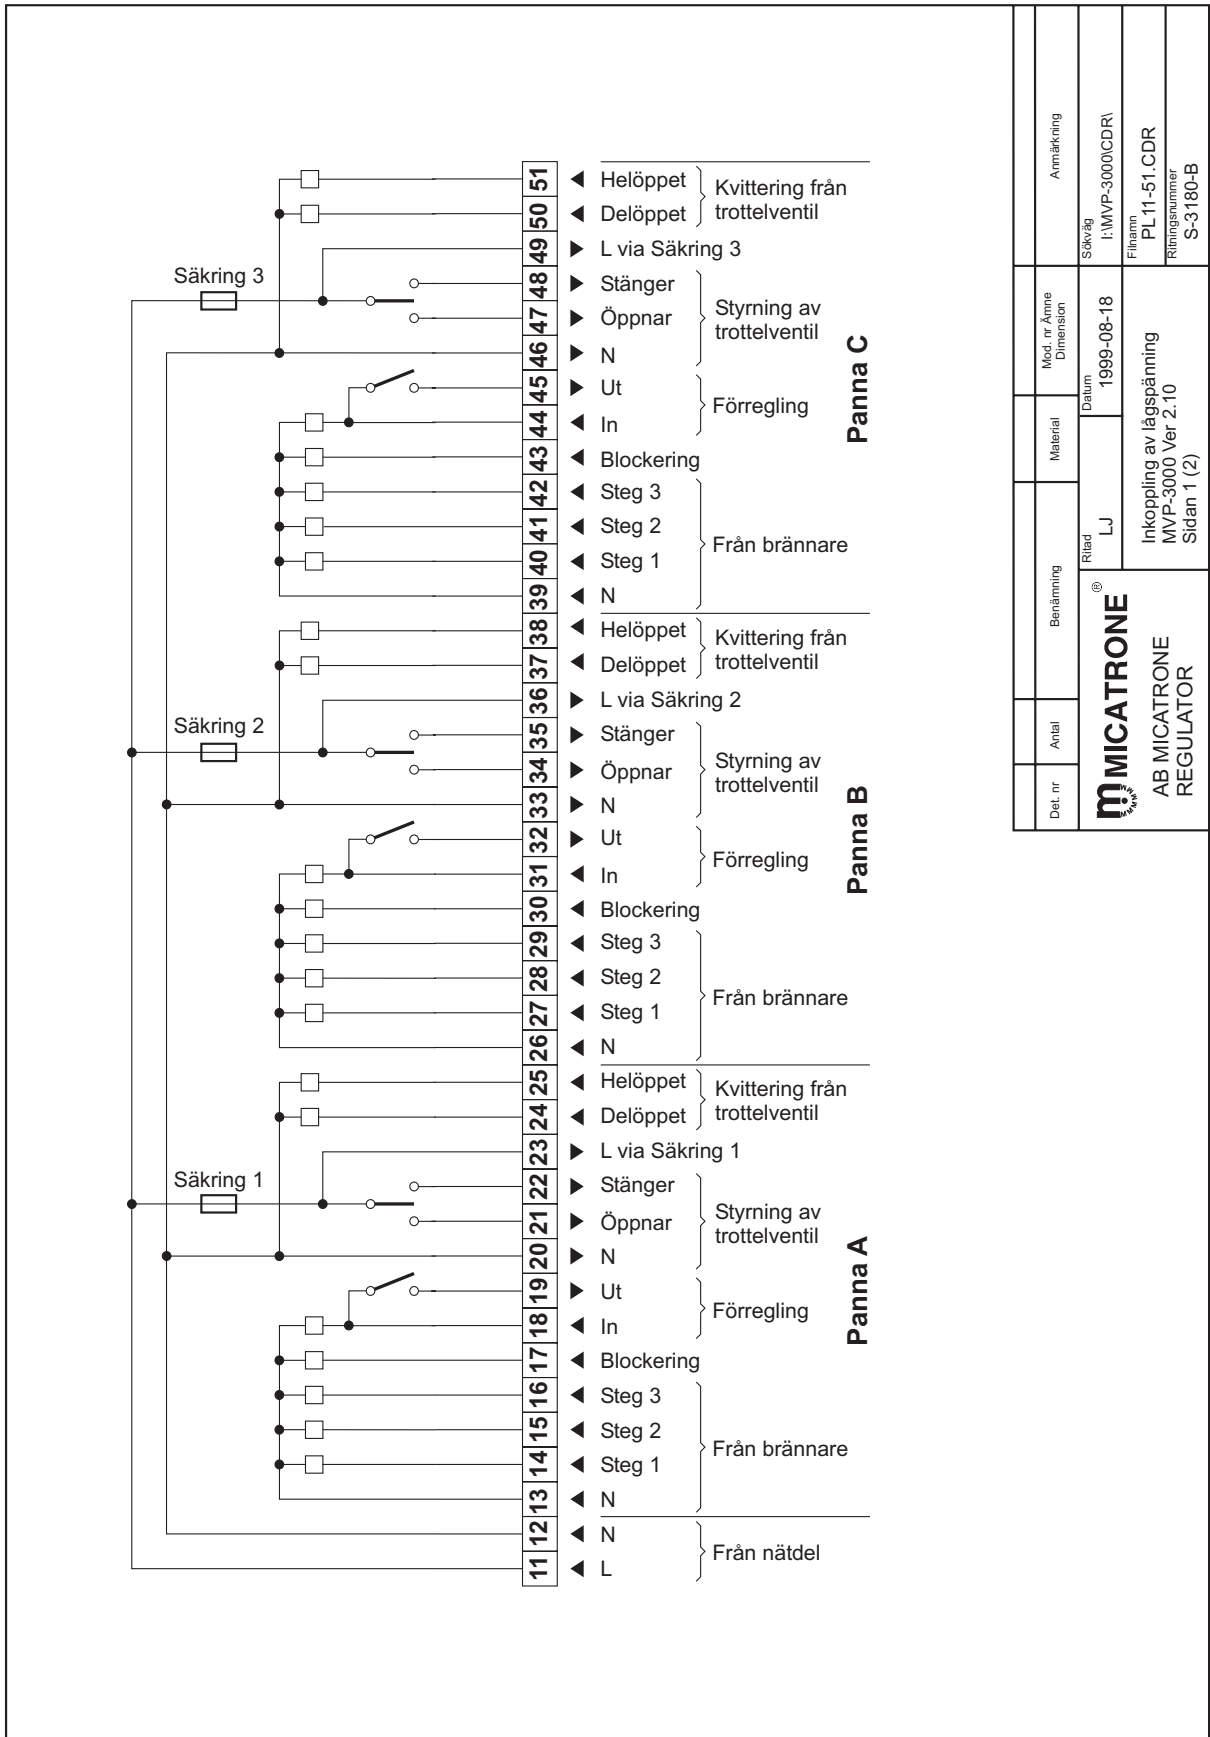 51 Helöppet
50 Delöppet
Kvittering från
trottelventil
49 L via Säkring 3
Säkring 3
48 Stänger
47 Öppnar
46 N
Styrning av
trottelventil
45 Ut
44 In
Förregling
43 Blockering
42 Steg 3
41 Steg 2
40 Steg 1
39 N
Från brännare
Panna C
38 Helöppet
37 Delöppet
Kvittering från
trottelventil
36 L via Säkring 2
Säkring 2
35 Stänger
34 Öppnar
33 N
Styrning av
trottelventil
32 Ut
31 In
Förregling
30 Blockering
29 Steg 3
28 Steg 2
27 Steg 1
26 N
Från brännare
Panna B
25 Helöppet
24 Delöppet
Kvittering från
trottelventil
23 L via Säkring 1
Säkring 1
22 Stänger
21 Öppnar
20 N
Styrning av
trottelventil
19 Ut
18 In
Förregling
17 Blockering
16 Steg 3
15 Steg 2
14 Steg 1
13 N
Från brännare
Panna A
12 N
11 L
Från nätdel
Det. nr
Antal
Benämning
Material
Mod. nr Ämne
Dimension
Anmärkning
m MICATRONE ®
AB MICATRONE
REGULATOR
Ritad
LJ
Datum
1999-08-18
Sökväg
I:\MVP-3000\CDR\
Inkoppling av lågspänning
MVP-3000 Ver 2.10
Sidan 1 (2)
Filnamn
PL11-51.CDR
Ritningsnummer
S-3180-B